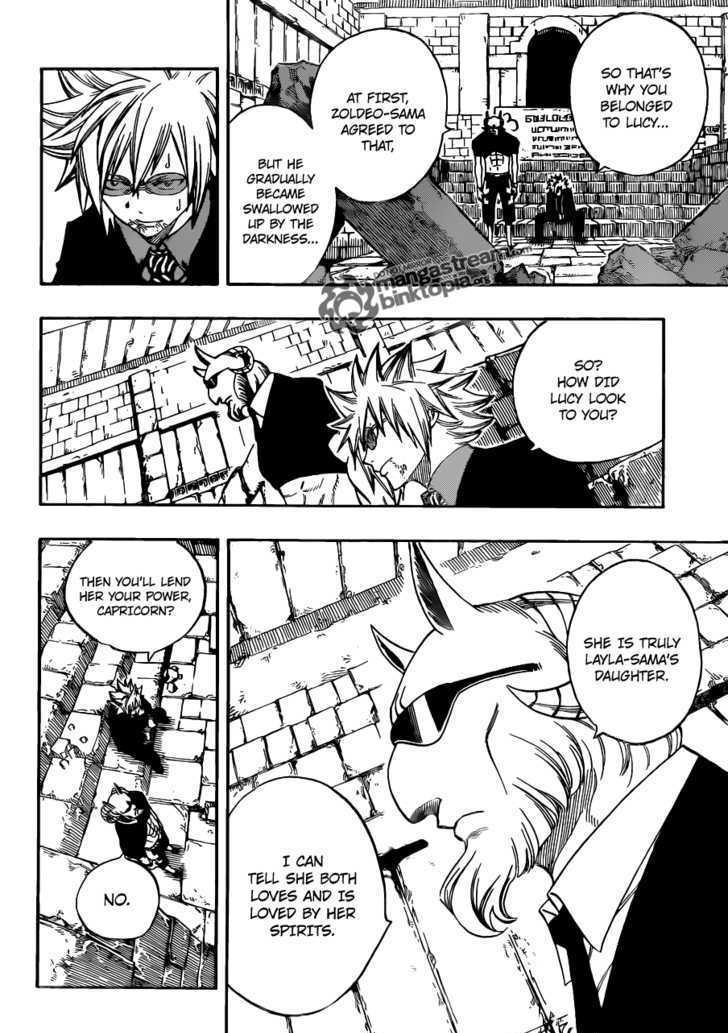 SO THAT'S
WHY YOU
BELONGED
TO LUCY...
AT FIRST,
ZOLDEO-SAMA
AGREED TO
THAT,
BUT HE
GRADUALLY
BECAME
SWALLOWED
UP BY THE
DARKNESS...
mangastream.com
binktopia.org
SO?
HOW DID
LUCY LOOK
TO YOU?
SHE IS TRULY
LAYLA-SAMA'S
DAUGHTER.
I CAN
TELL SHE BOTH
LOVES AND IS
LOVED BY HER
SPIRITS.
THEN YOU'LL LEND
HER YOUR POWER,
CAPRICORN?
NO.